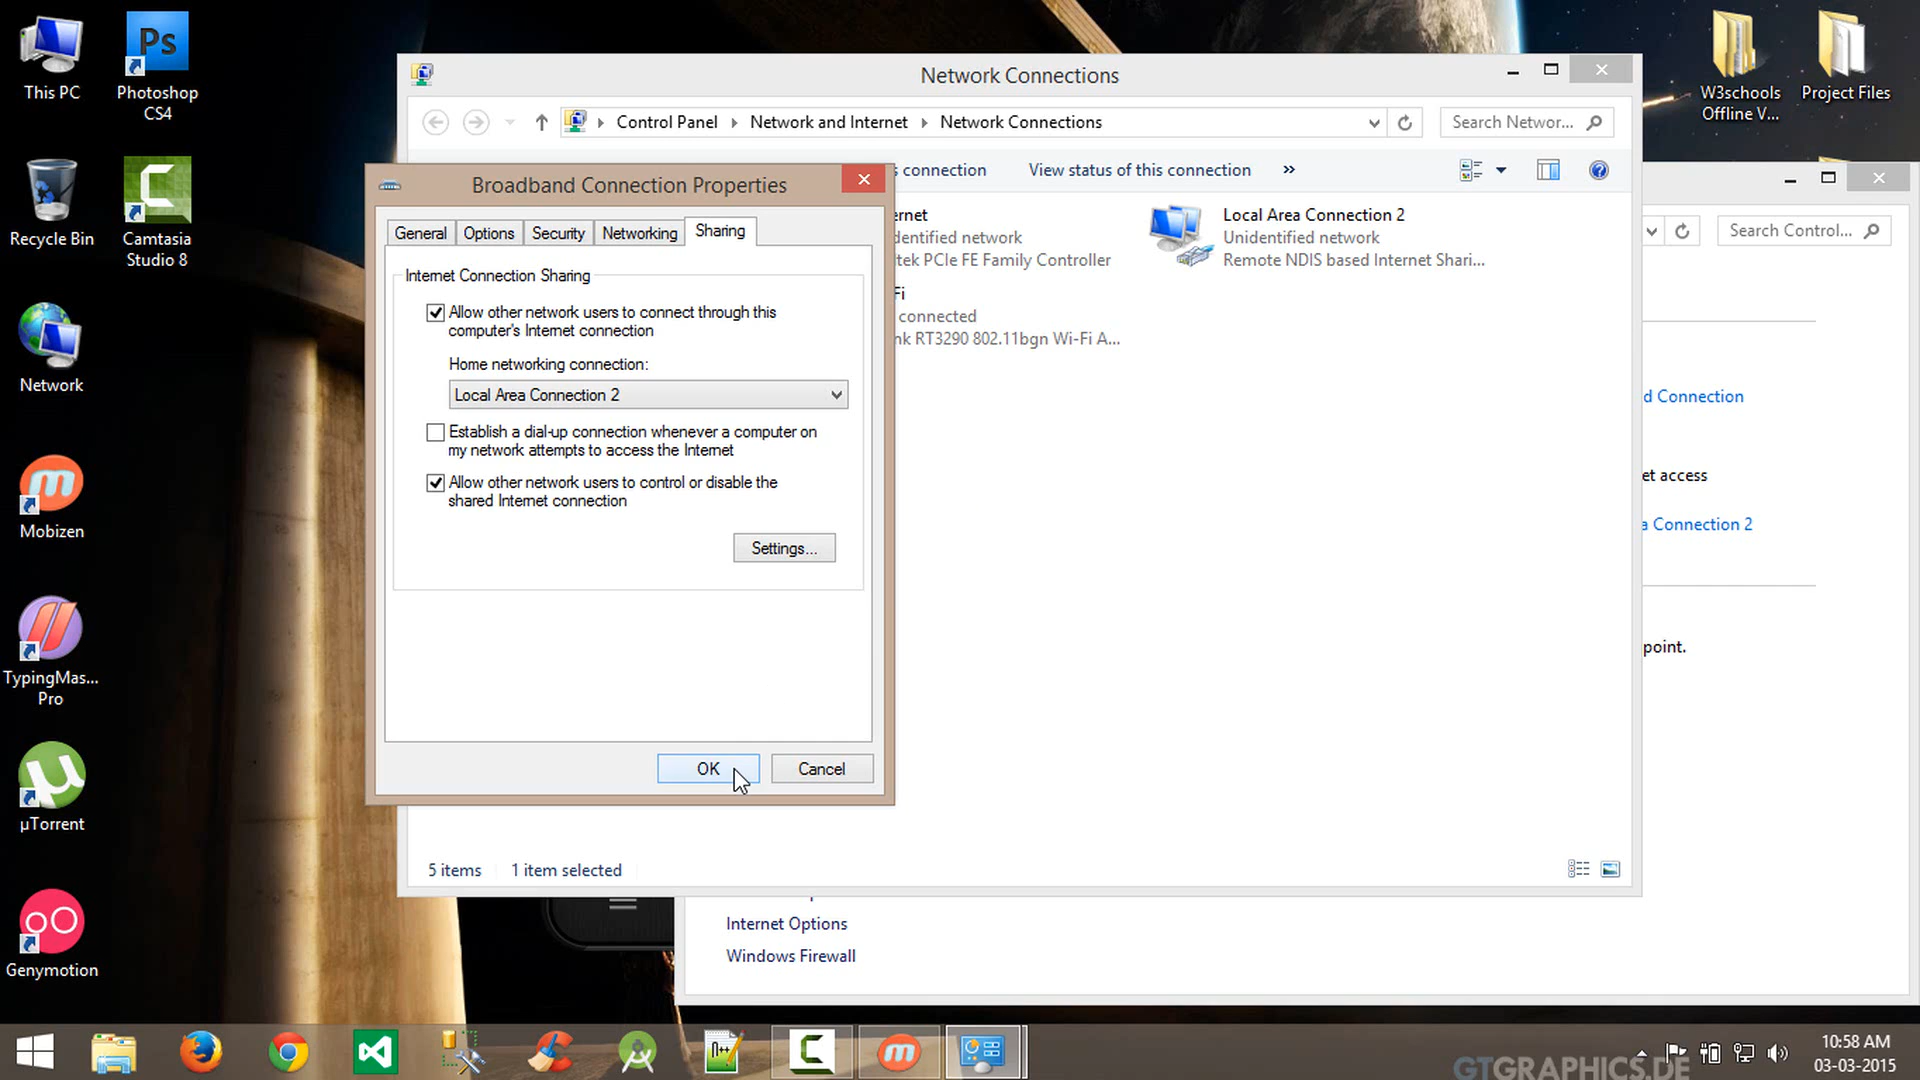 This PC
Photoshop
CS4
Recycle Bin
Camtasia
Studio 8
Network
Mobizen
TypingMas...
Pro
µTorrent
Genymotion
W3schools
Offline V...
Project Files
Network Connections
Control Panel
Network and Internet
Network Connections
Search Networ...
s connection
View status of this connection
»
ernet
dentified network
tek PCIe FE Family Controller
Fi
connected
nk RT3290 802.11bgn Wi-Fi A...
Local Area Connection 2
Unidentified network
Remote NDIS based Internet Shari...
5 items
1 item selected
Broadband Connection Properties
General
Options
Security
Networking
Sharing
Internet Connection Sharing
Allow other network users to connect through this
computer's Internet connection
Home networking connection:
Local Area Connection 2
Establish a dial-up connection whenever a computer on
my network attempts to access the Internet
Allow other network users to control or disable the
shared Internet connection
Settings...
OK
Cancel
Search Control...
d Connection
et access
a Connection 2
point.
Internet Options
Windows Firewall
GTGRAPHICS.DE
10:58 AM
03-03-2015